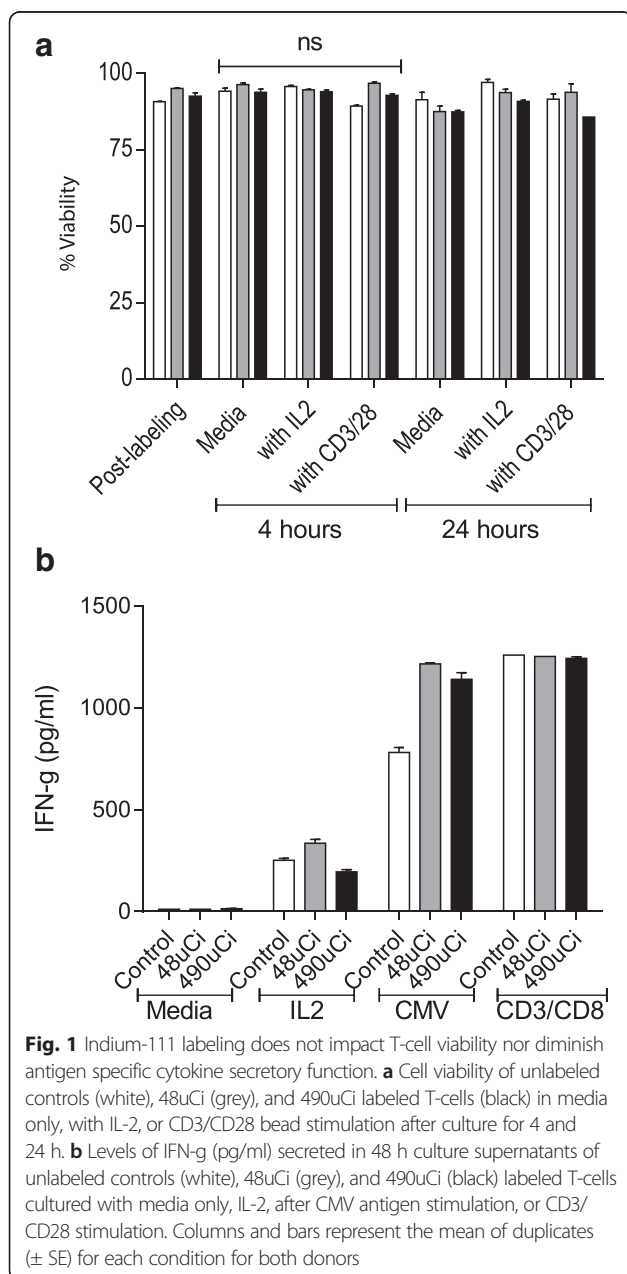 a
ns
100
75
50
25
0
% Viability
Post-labeling
Media
with IL2
with CD3/28
Media
with IL2
with CD3/28
4 hours
24 hours
b
1500
1000
500
0
IFN-g (pg/ml)
Control
48uCi
490uCi
Control
48uCi
490uCi
Control
48uCi
490uCi
Control
48uCi
490uCi
Media
IL2
CMV
CD3/CD8
Fig. 1 Indium-111 labeling does not impact T-cell viability nor diminish
antigen specific cytokine secretory function. a Cell viability of unlabeled
controls (white), 48uCi (grey), and 490uCi labeled T-cells (black) in media
only, with IL-2, or CD3/CD28 bead stimulation after culture for 4 and
24 h. b Levels of IFN-g (pg/ml) secreted in 48 h culture supernatants of
unlabeled controls (white), 48uCi (grey), and 490uCi (black) labeled T-cells
cultured with media only, IL-2, after CMV antigen stimulation, or CD3/
CD28 stimulation. Columns and bars represent the mean of duplicates
(± SE) for each condition for both donors